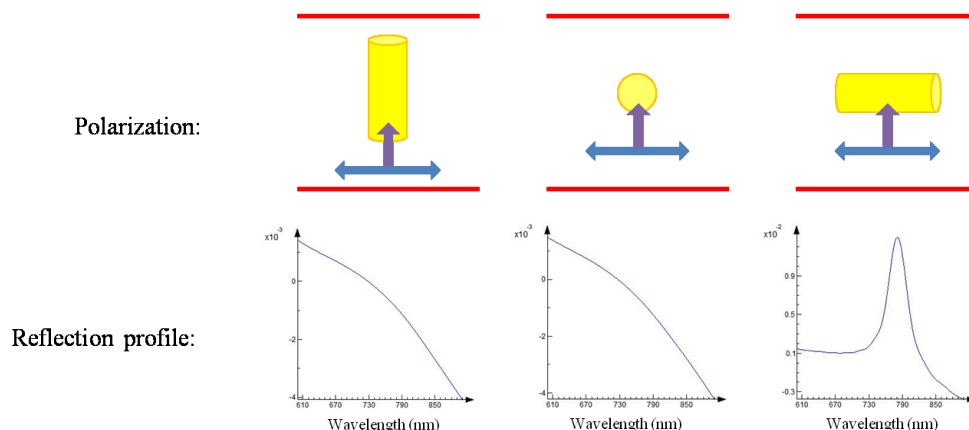 Polarization:
Reflection profile:
x10⁻³
0
-2
-4
610 670 730 790 850
Wavelength (nm)
x10⁻³
0
-2
-4
610 670 730 790 850
Wavelength (nm)
x10⁻²
0.9
0.5
0.1
-0.3
610 670 730 790 850
Wavelength (nm)